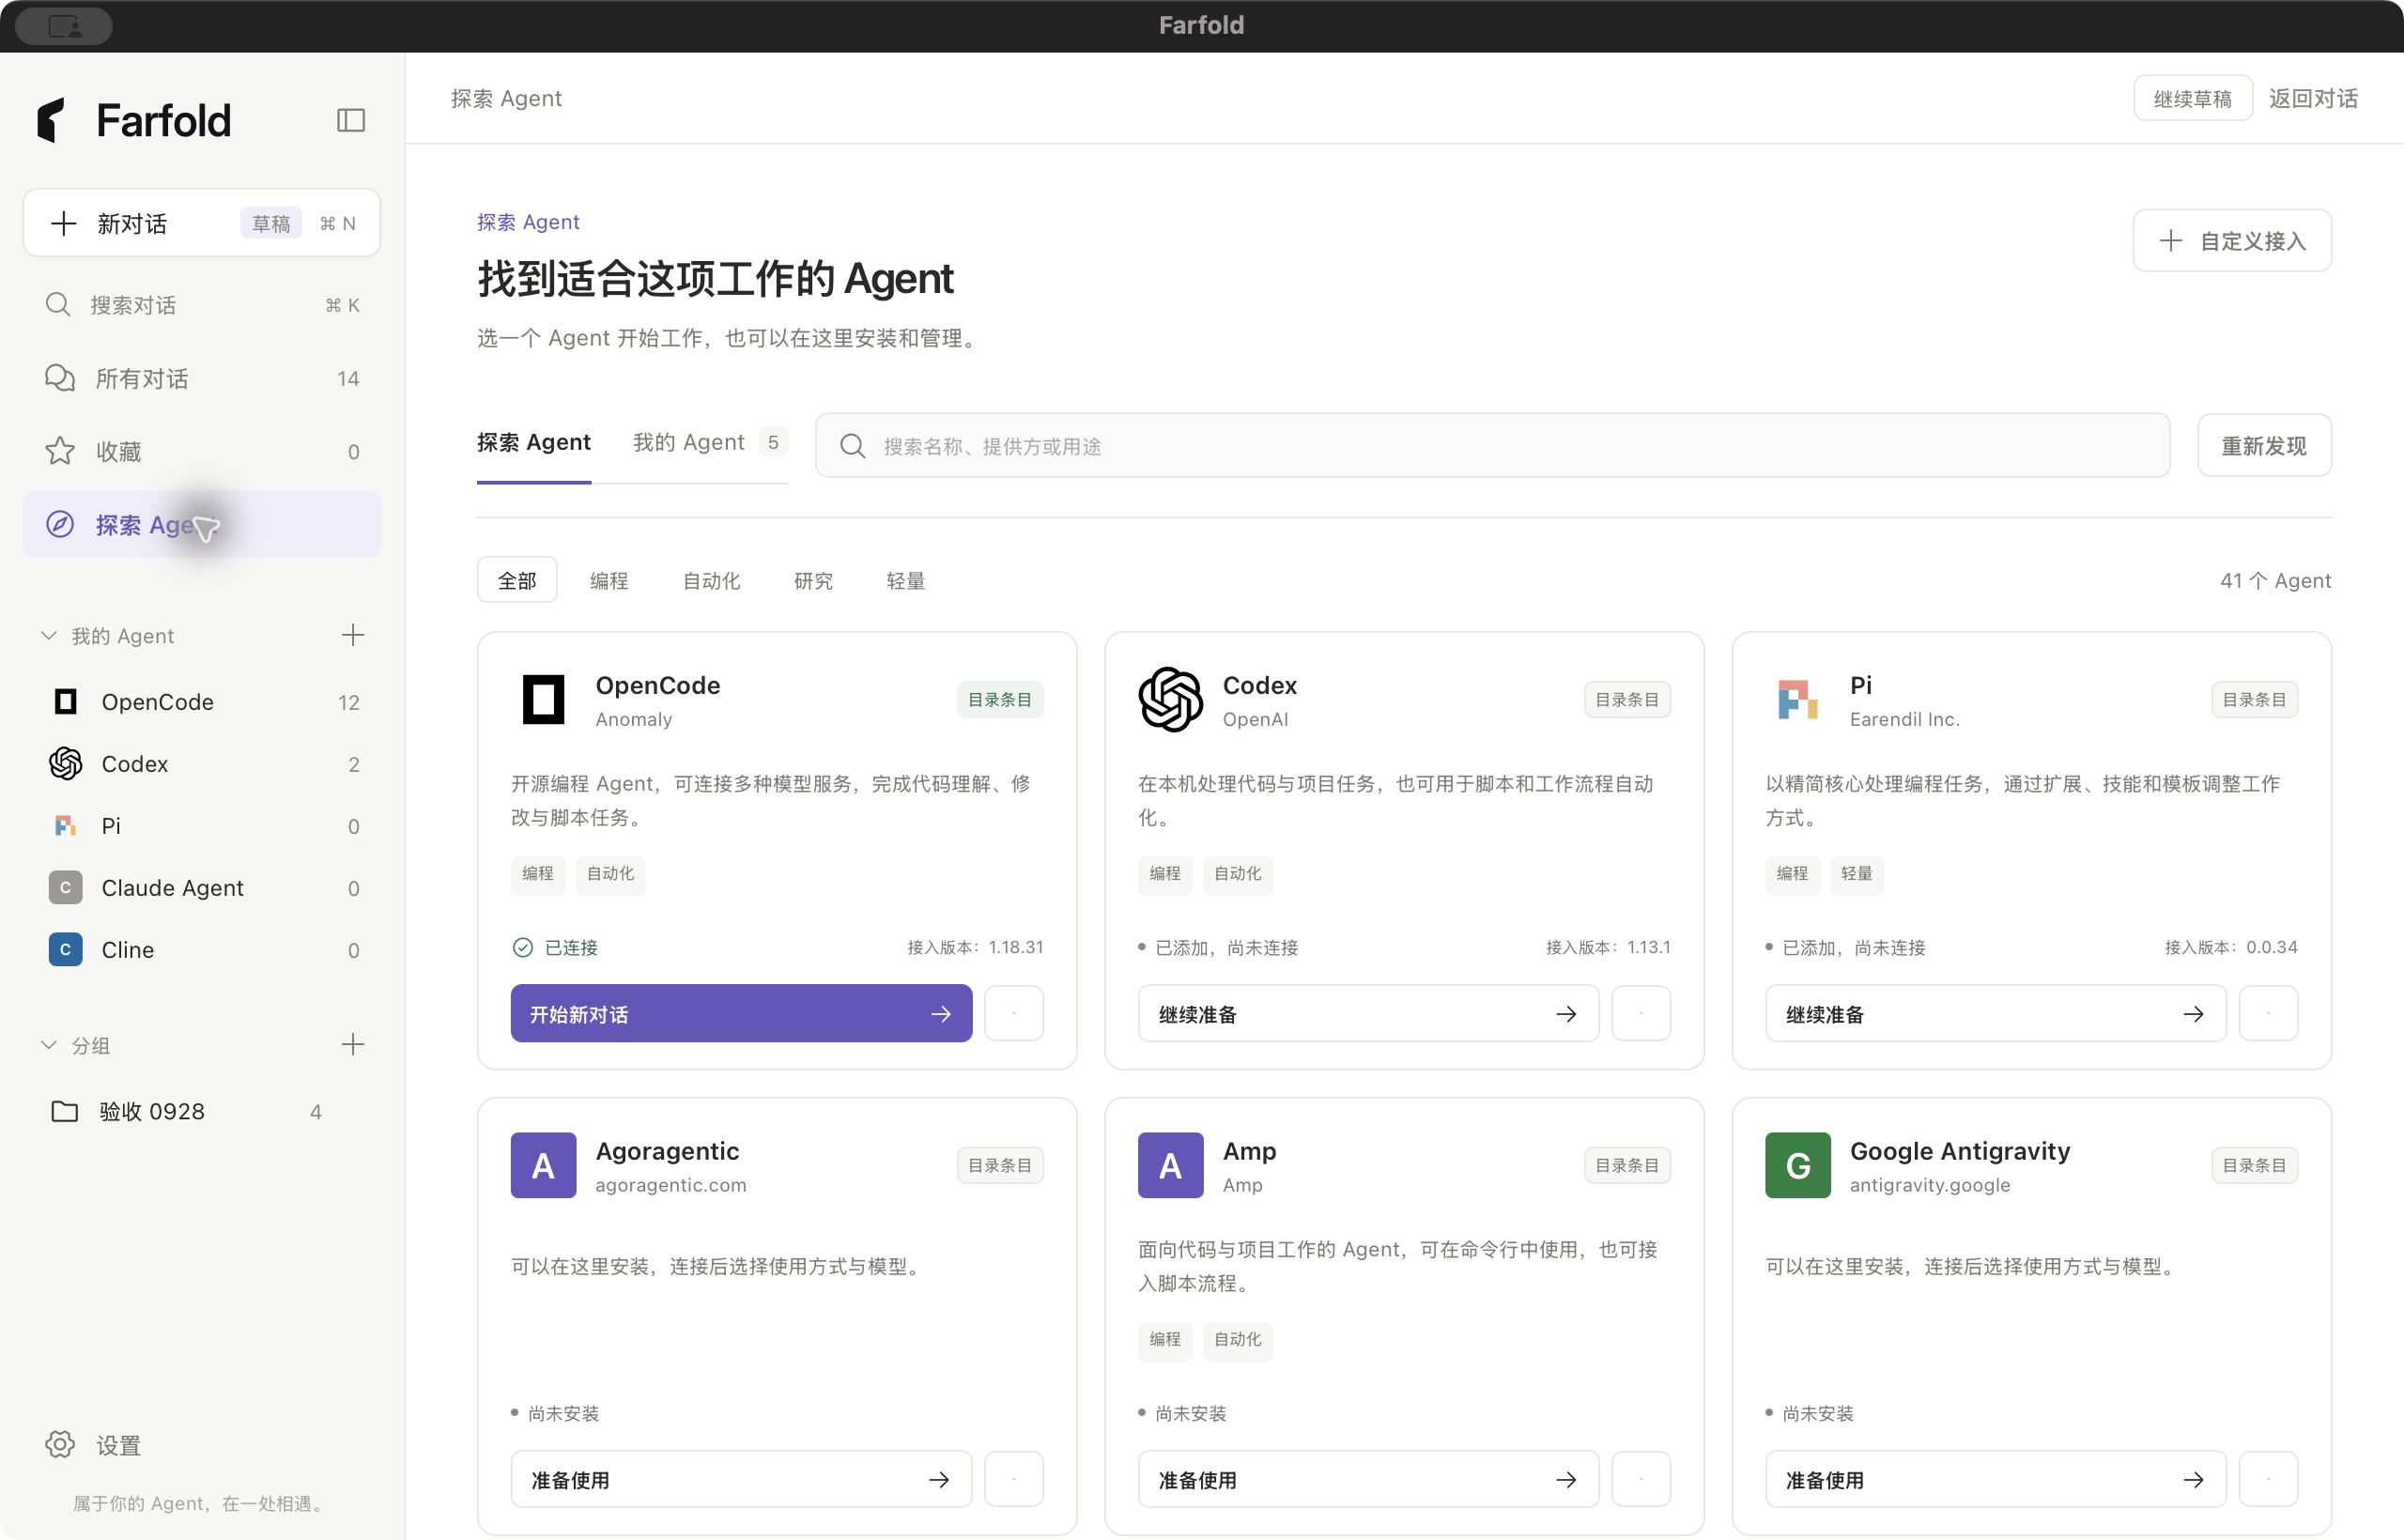 Farfold
Farfold
新对话 草稿 ⌘ N
搜索对话 ⌘ K
所有对话 14
收藏 0
探索
我的 Agent
OpenCode 12
Codex 2
Pi 0
C Claude Agent 0
C Cline 0
分组
验收 0928 4
设置
属于你的 Agent，在一处相遇。
探索 Agent
继续草稿 返回对话
探索 Agent
找到适合这项工作的 Agent
选一个 Agent 开始工作，也可以在这里安装和管理。
自定义接入
探索 Agent 我的 Agent 5
搜索名称、提供方或用途
重新发现
全部 编程 自动化 研究 轻量
41 个 Agent
OpenCode
Anomaly
目录条目
开源编程 Agent，可连接多种模型服务，完成代码理解、修
改与脚本任务。
编程 自动化
已连接 接入版本：1.18.31
开始新对话
Codex
OpenAI
目录条目
在本机处理代码与项目任务，也可用于脚本和工作流程自动
化。
编程 自动化
已添加，尚未连接 接入版本：1.13.1
继续准备
Pi
Earendil Inc.
目录条目
以精简核心处理编程任务，通过扩展、技能和模板调整工作
方式。
编程 轻量
已添加，尚未连接 接入版本：0.0.34
继续准备
A
Agoragentic
agoragentic.com
目录条目
可以在这里安装，连接后选择使用方式与模型。
尚未安装
准备使用
A
Amp
Amp
目录条目
面向代码与项目工作的 Agent，可在命令行中使用，也可接
入脚本流程。
编程 自动化
尚未安装
准备使用
G
Google Antigravity
antigravity.google
目录条目
可以在这里安装，连接后选择使用方式与模型。
尚未安装
准备使用